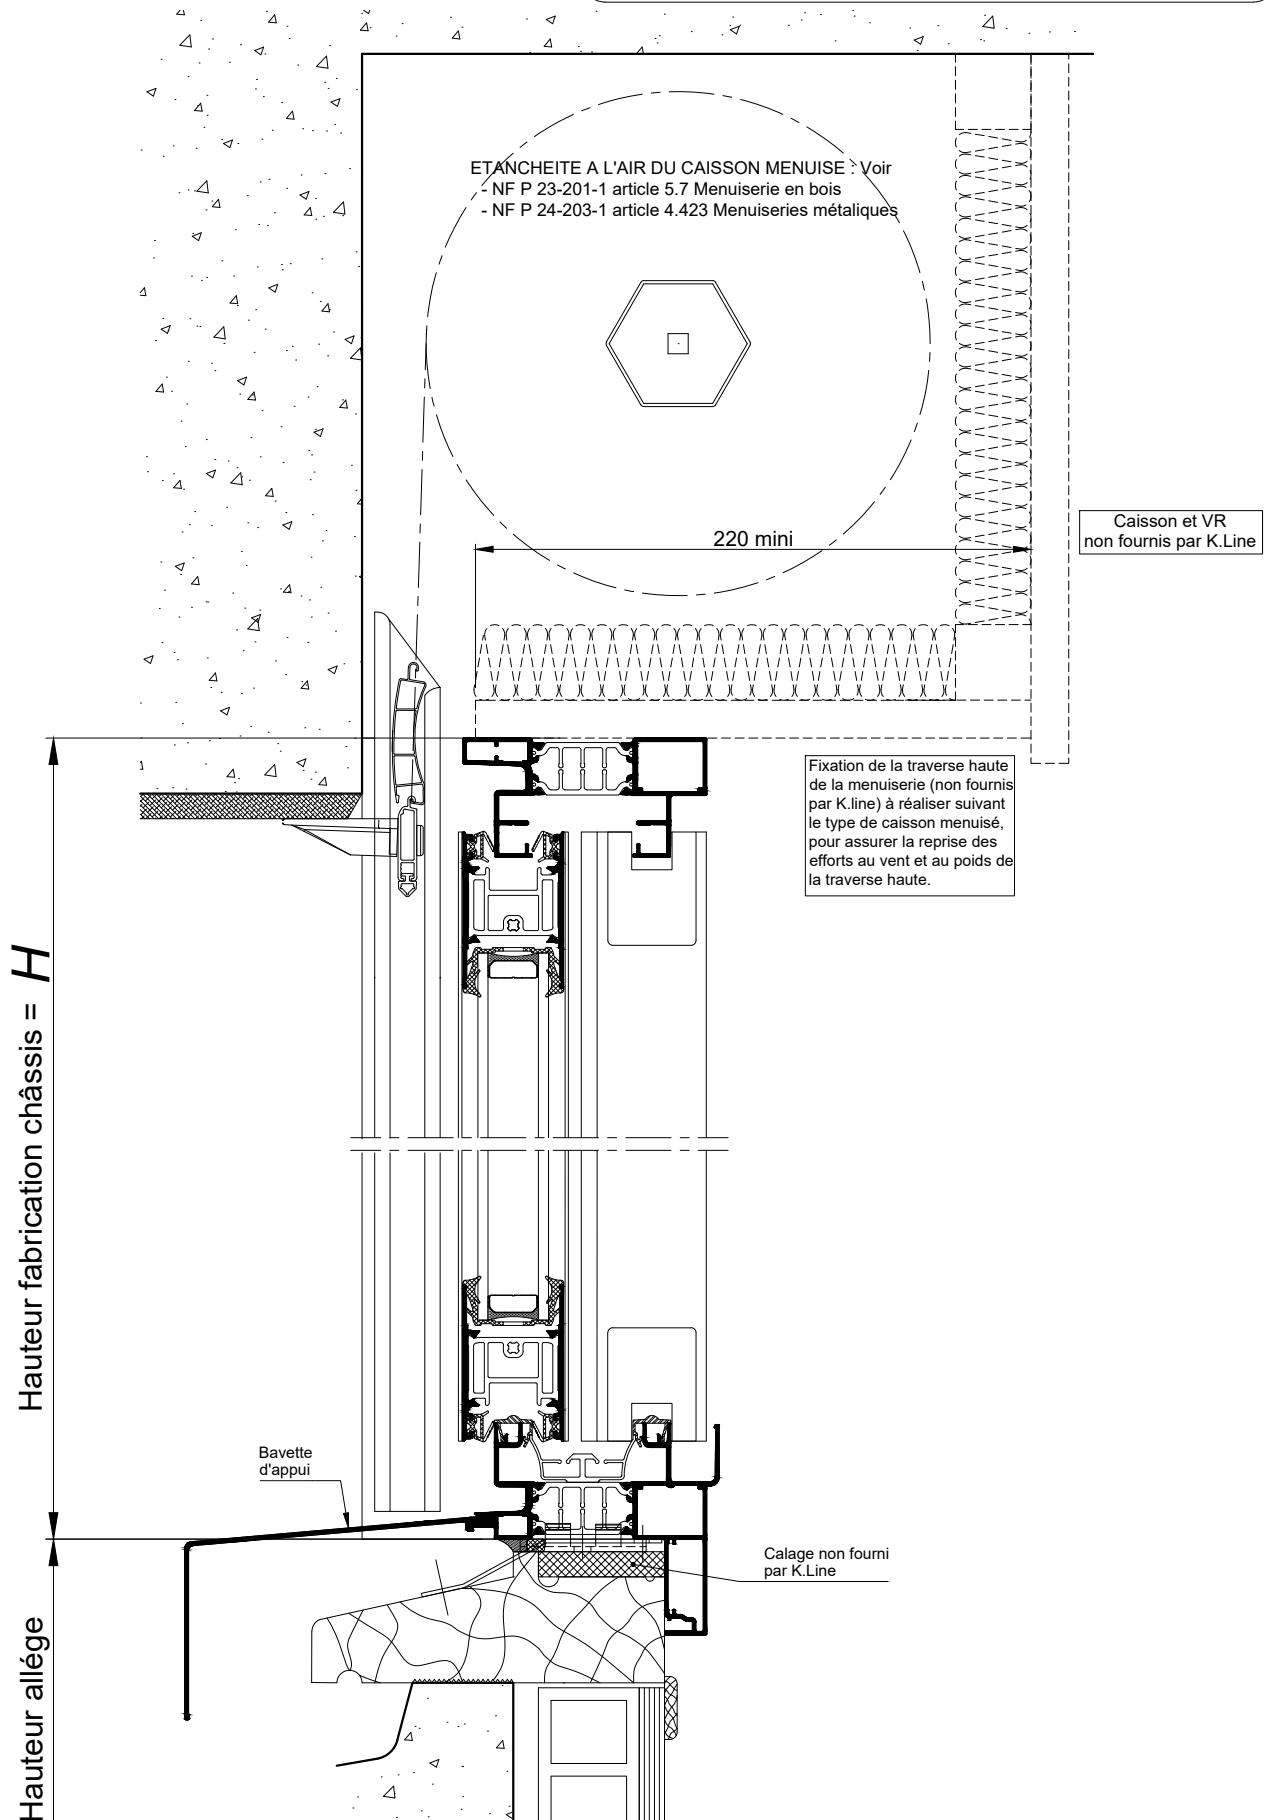 ETANCHEITE A L'AIR DU CAISSON MENUISE : Voir
- NF P 23-201-1 article 5.7 Menuiserie en bois
- NF P 24-203-1 article 4.423 Menuiseries métaliques
220 mini
Caisson et VR
non fournis par K.Line
Fixation de la traverse haute
de la menuiserie (non fournis
par K.line) à réaliser suivant
le type de caisson menuisé,
pour assurer la reprise des
efforts au vent et au poids de
la traverse haute.
Hauteur fabrication châssis = H
Bavette
d'appui
Calage non fourni
par K.Line
Hauteur allége